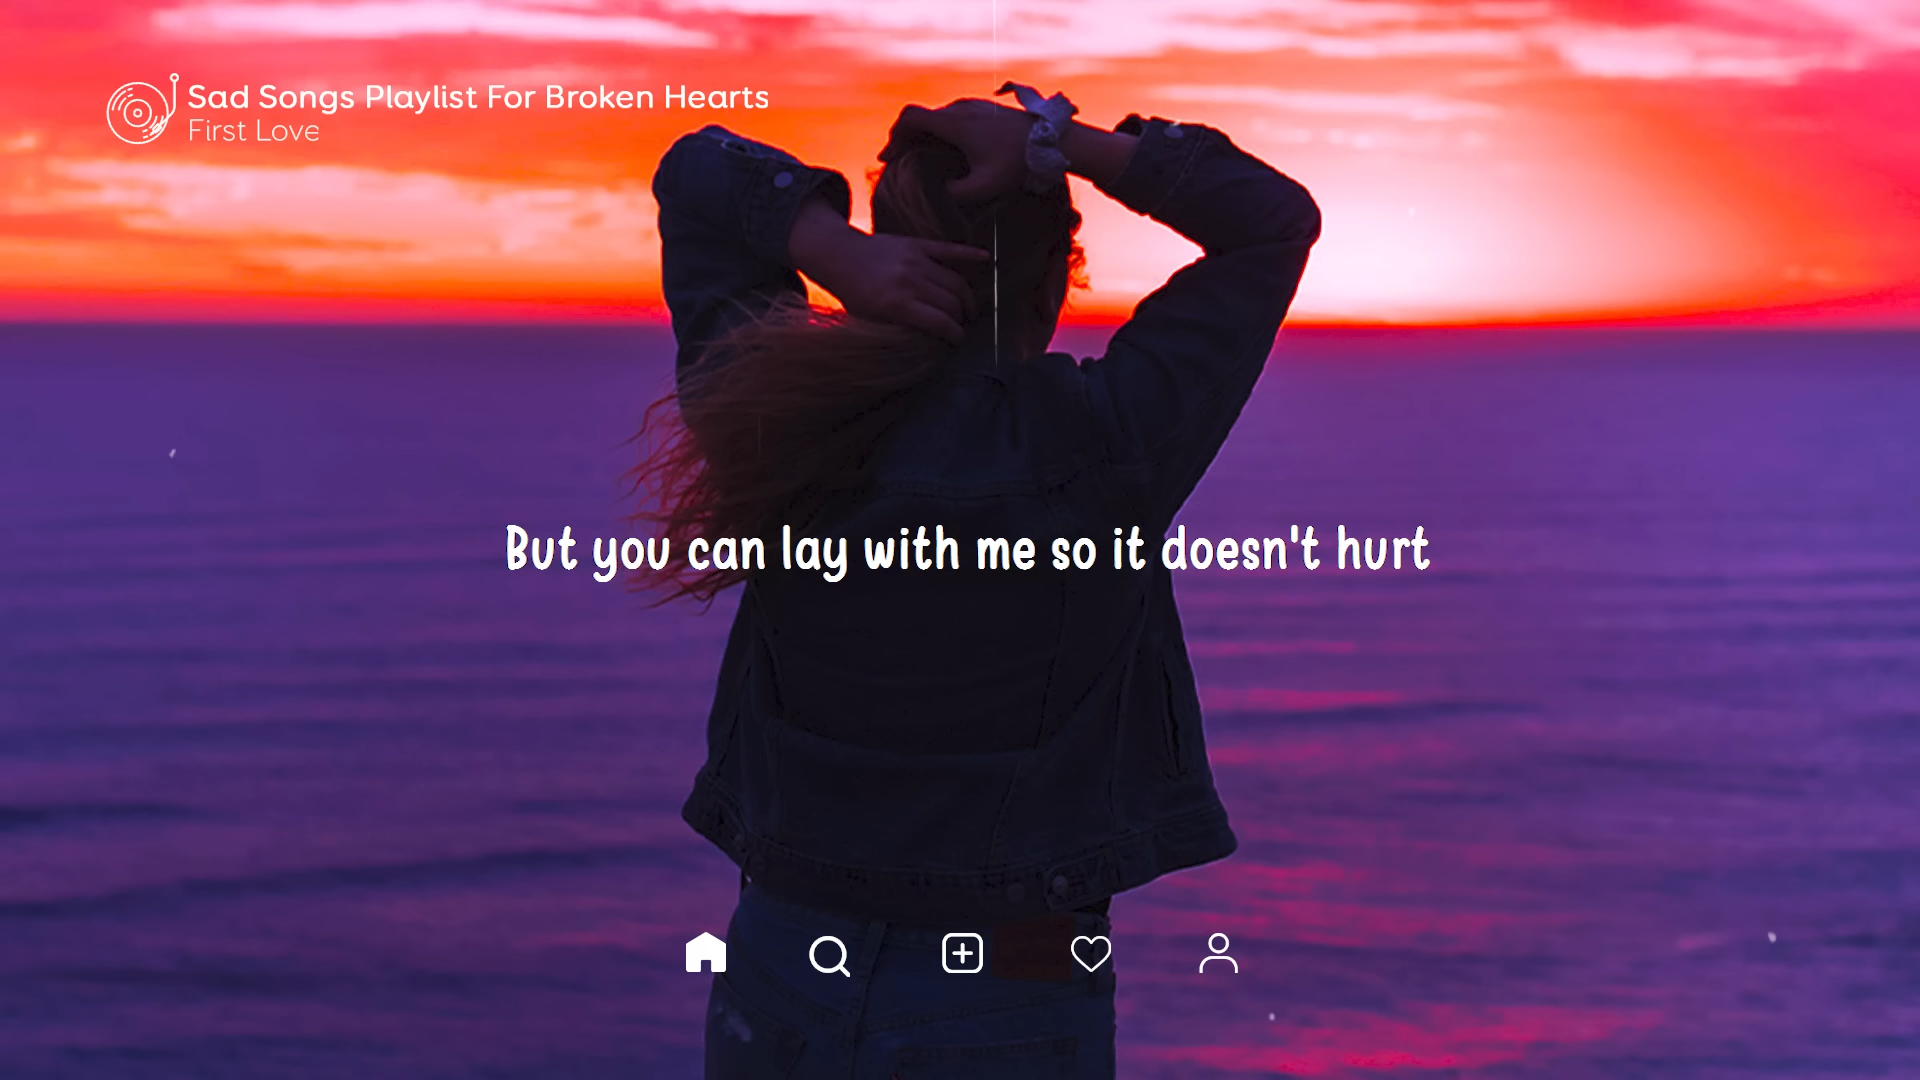 Sad Songs Playlist For Broken Hearts
First Love
But you can lay with me so it doesn't hurt